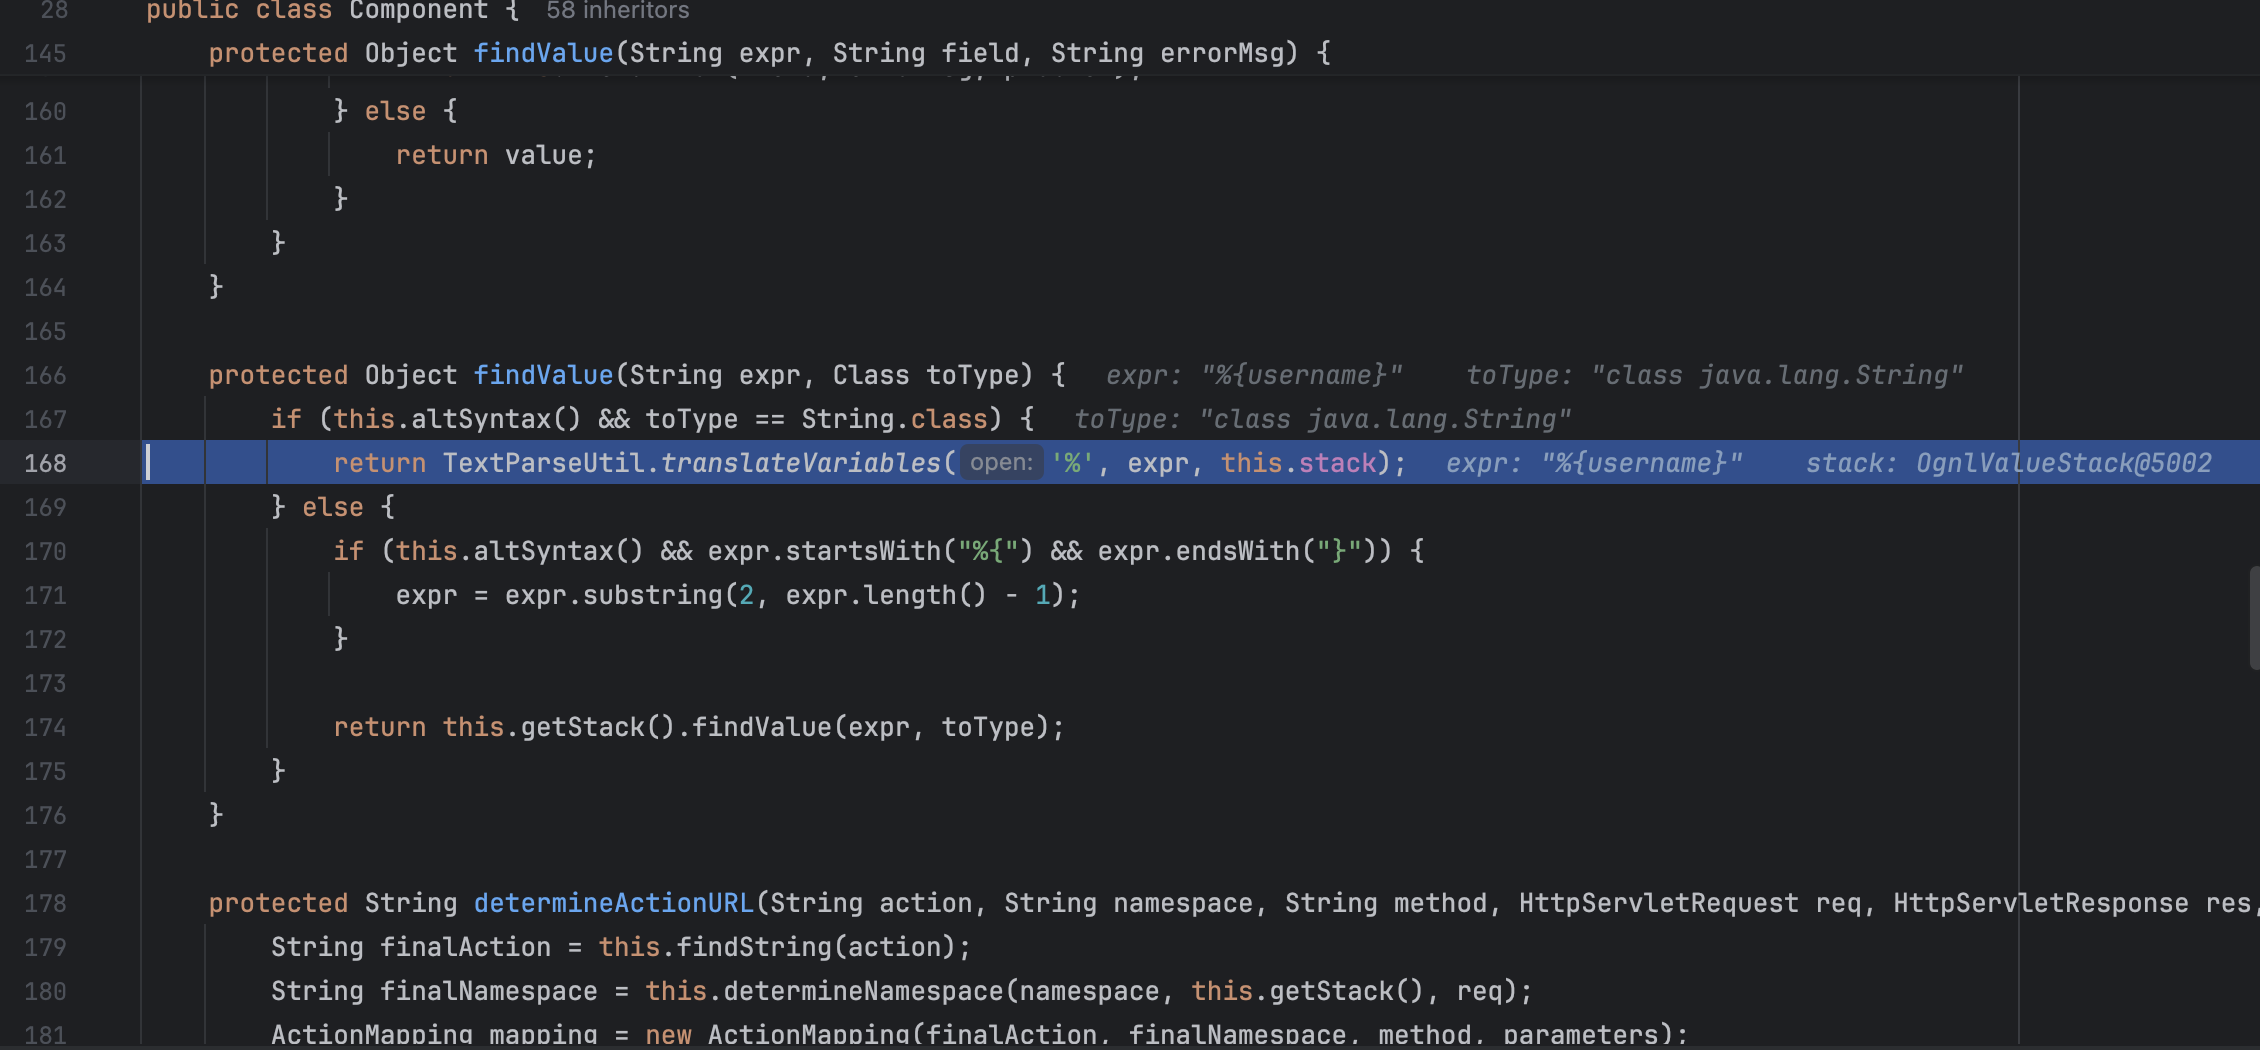 28 public class Component { 58 inheritors
145 protected Object findValue(String expr, String field, String errorMsg) {
160 } else {
161 return value;
162 }
163 }
164 }
165
166 protected Object findValue(String expr, Class toType) { expr: "%{username}" toType: "class java.lang.String"
167 if (this.altSyntax() && toType == String.class) { toType: "class java.lang.String"
168 return TextParseUtil.translateVariables( open: '%', expr, this.stack); expr: "%{username}" stack: OgnlValueStack@5002
169 } else {
170 if (this.altSyntax() && expr.startsWith("%{") && expr.endsWith("}")) {
171 expr = expr.substring(2, expr.length() - 1);
172 }
173
174 return this.getStack().findValue(expr, toType);
175 }
176 }
177
178 protected String determineActionURL(String action, String namespace, String method, HttpServletRequest req, HttpServletResponse res,
179 String finalAction = this.findString(action);
180 String finalNamespace = this.determineNamespace(namespace, this.getStack(), req);
181 ActionMapping mapping = new ActionMapping(finalAction, finalNamespace, method, parameters);